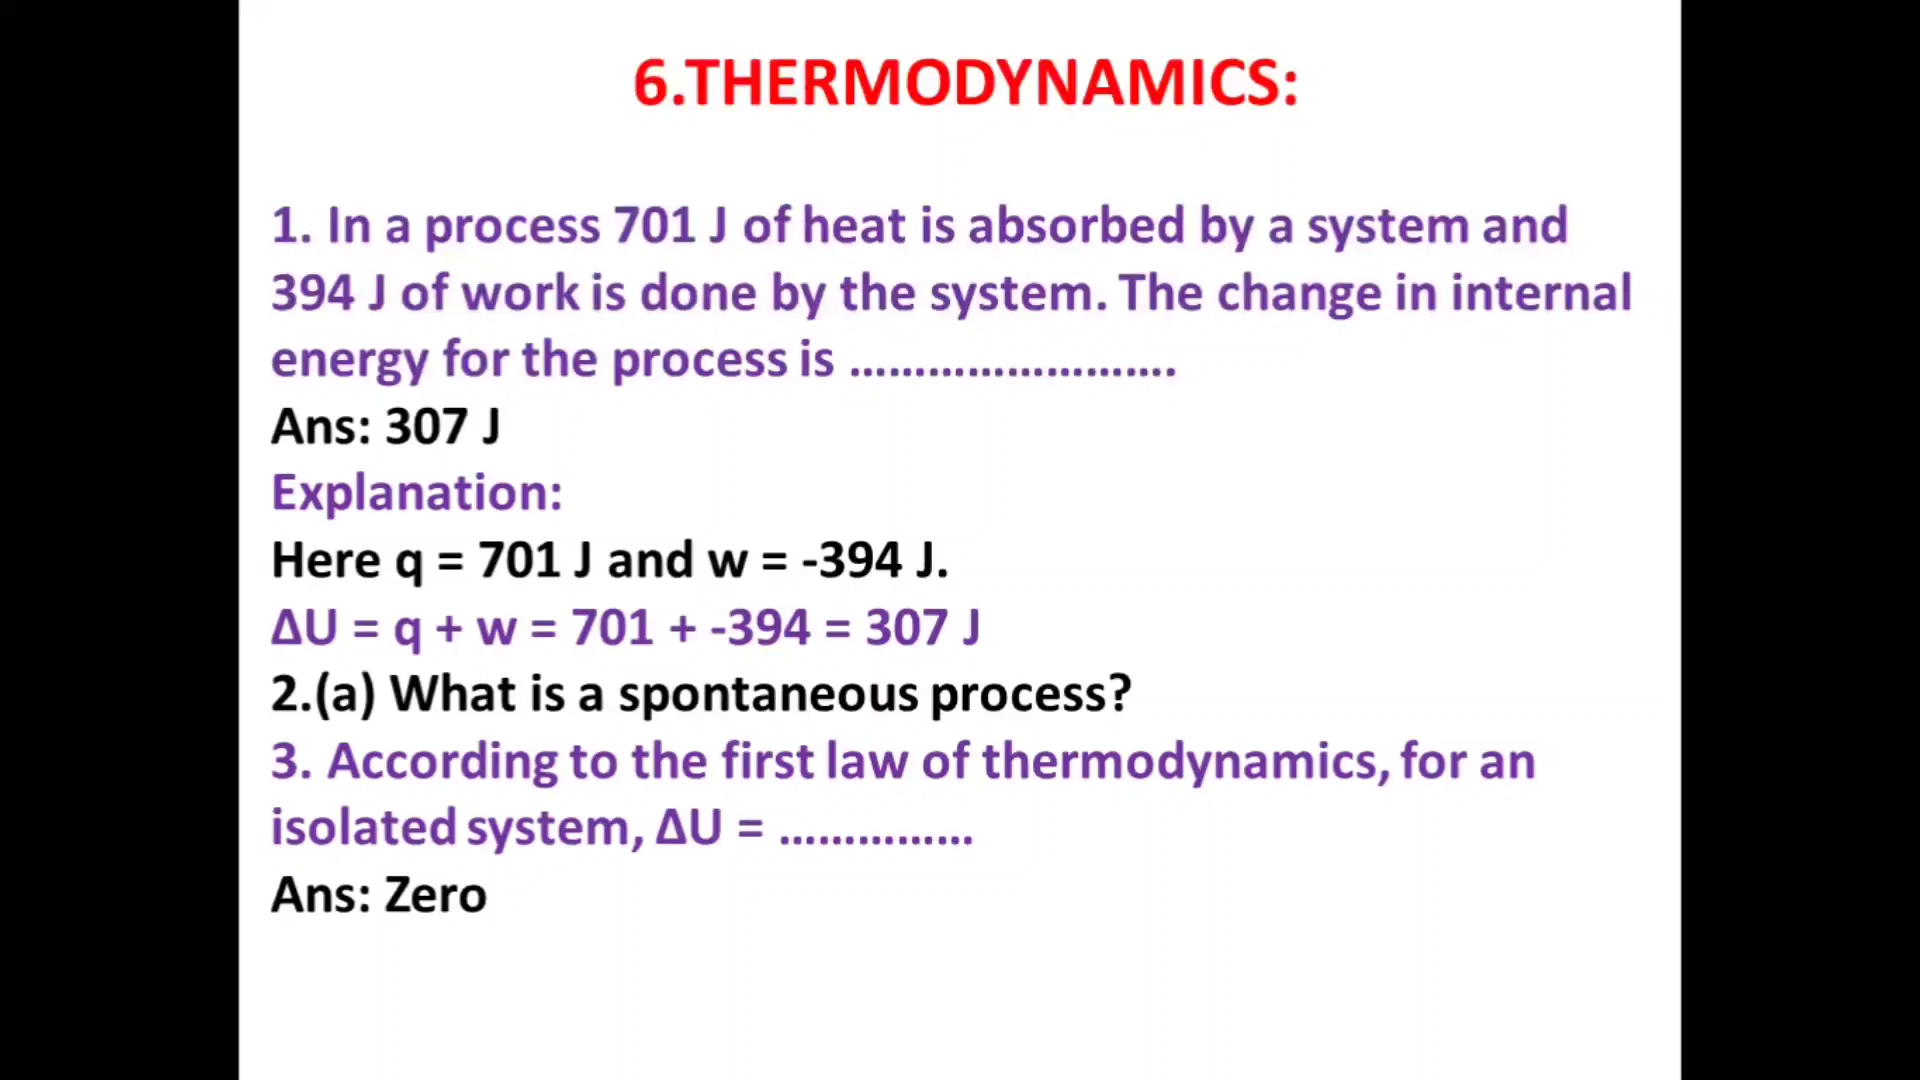 6.THERMODYNAMICS:
1. In a process 701 J of heat is absorbed by a system and
394 J of work is done by the system. The change in internal
energy for the process is …………………….
Ans: 307 J
Explanation:
Here q = 701 J and w = -394 J.
ΔU = q + w = 701 + -394 = 307 J
2.(a) What is a spontaneous process?
3. According to the first law of thermodynamics, for an
isolated system, ΔU = ……………
Ans: Zero